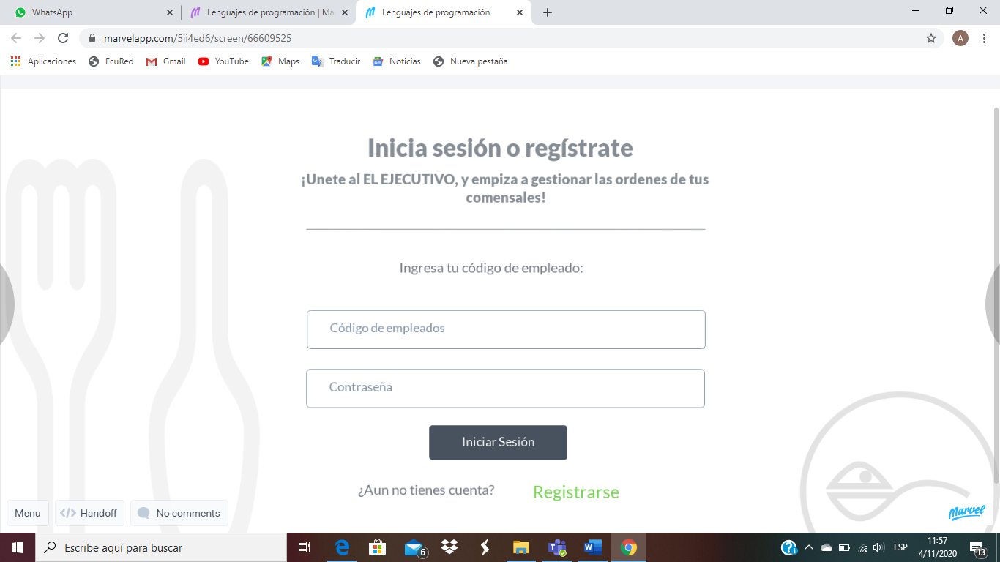 WhatsApp
Lenguajes de programación | Ma
Lenguajes de programación
marvelapp.com/5ii4ed6/screen/66609525
A
Aplicaciones
EcuRed
Gmail
YouTube
Maps
Traducir
Noticias
Nueva pestaña
Inicia sesión o regístrate
¡Unete al EL EJECUTIVO, y empiza a gestionar las ordenes de tus
comensales!
Ingresa tu código de empleado:
Código de empleados
Contraseña
Iniciar Sesión
¿Aun no tienes cuenta? Registrarse
Menu
</> Handoff
No comments
Marvel
Escribe aquí para buscar
6
ESP
11:57
4/11/2020
13